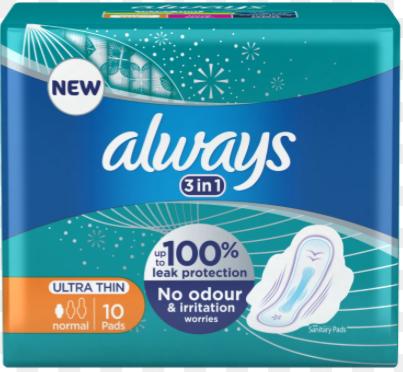 NEW
always
3 in 1
up to 100%
leak protection
No odour
& irritation
worries
ULTRA THIN
normal
10
Pads
Sanitary Pads